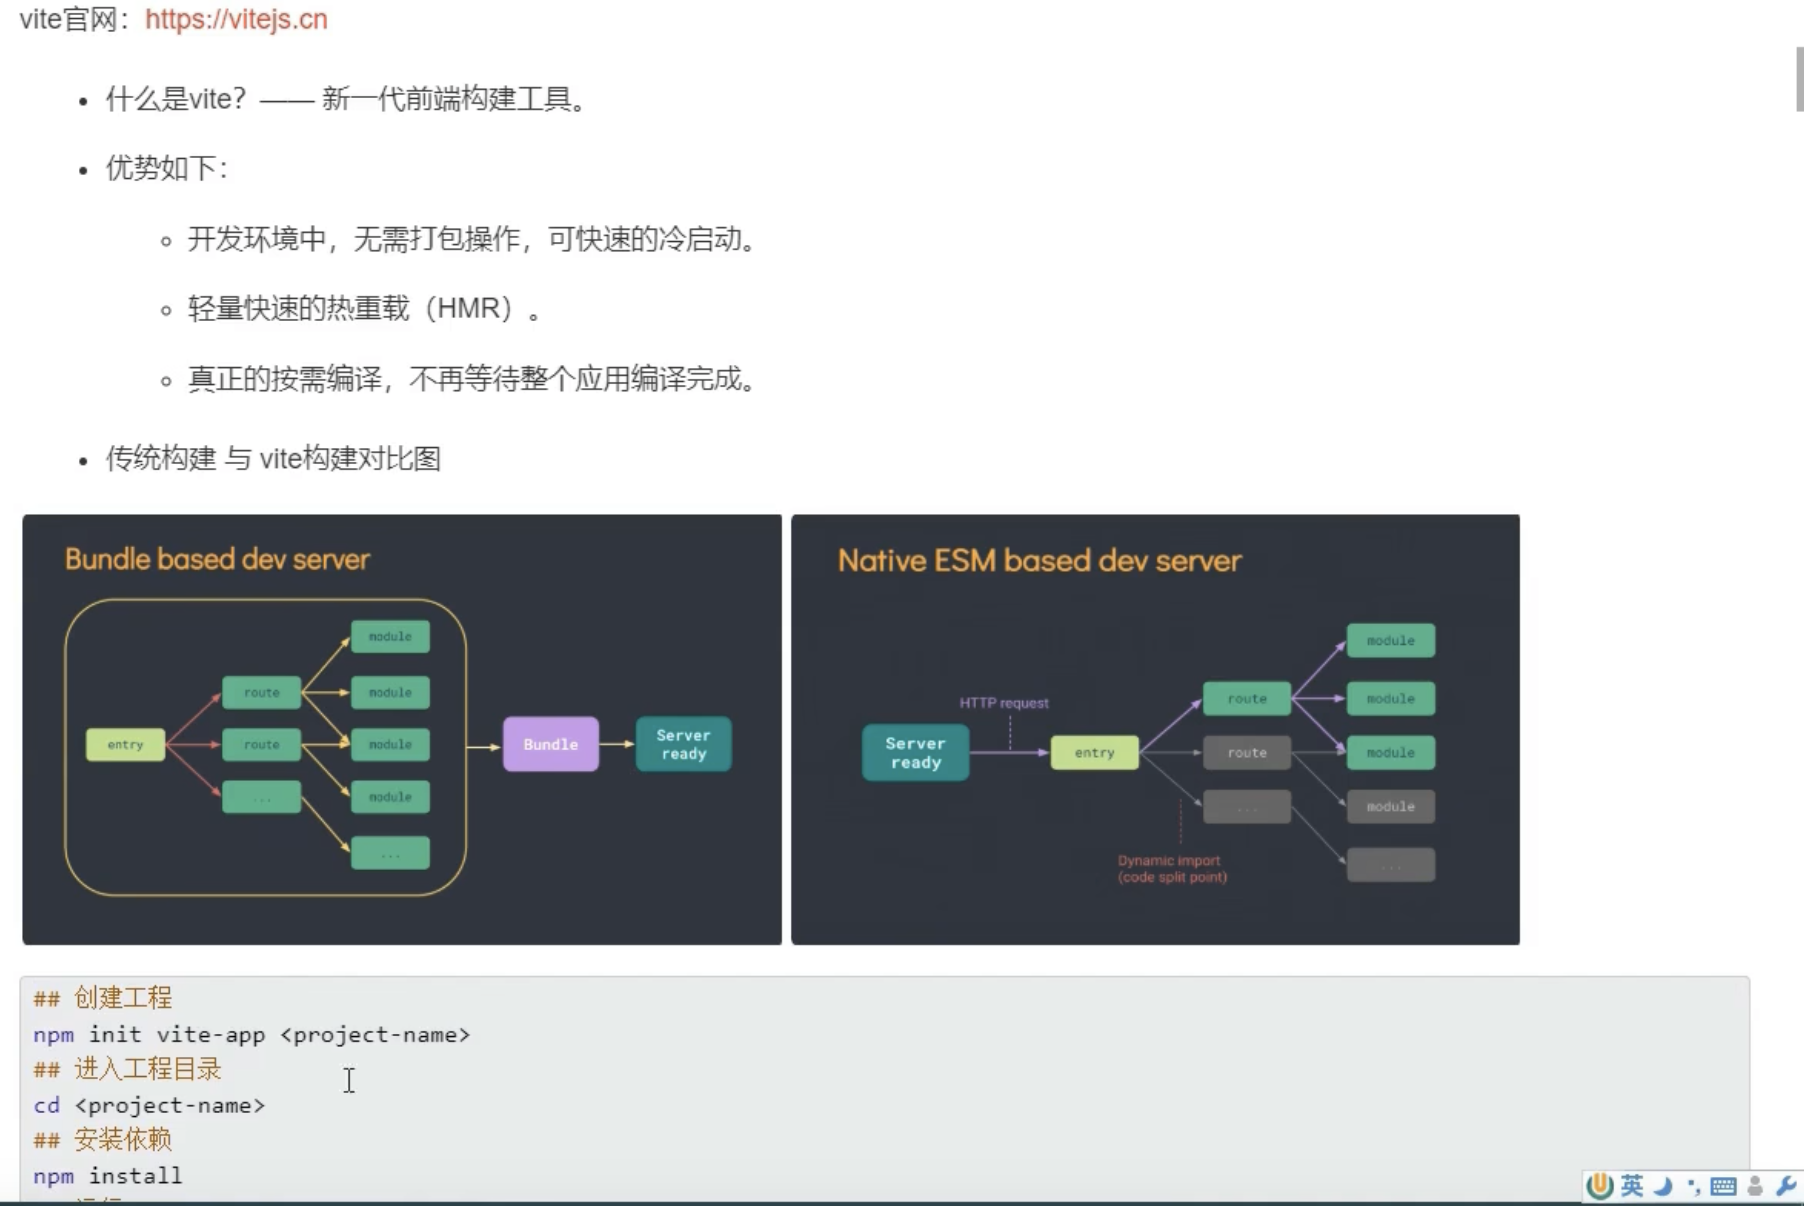 vite官网：https://vitejs.cn
什么是vite？—— 新一代前端构建工具。
优势如下：
开发环境中，无需打包操作，可快速的冷启动。
轻量快速的热重载（HMR）。
真正的按需编译，不再等待整个应用编译完成。
传统构建 与 vite构建对比图
Bundle based dev server
module
route
module
entry
route
module
Bundle
Server
ready
...
module
...
Native ESM based dev server
module
HTTP request
route
module
Server
ready
entry
route
module
...
module
Dynamic import
(code split point)
...
## 创建工程
npm init vite-app <project-name>
## 进入工程目录
cd <project-name>
## 安装依赖
npm install
英